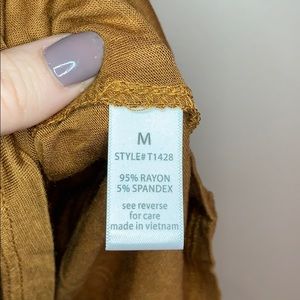 M
STYLE# T1428
95% RAYON
5% SPANDEX
see reverse
for care
made in vietnam